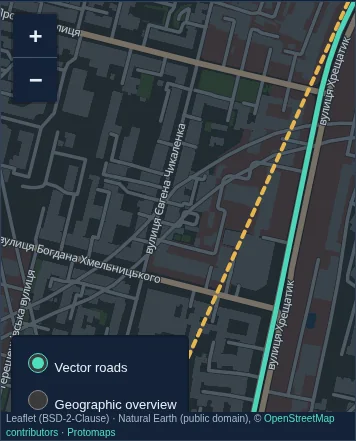 +
вулиця Хрещатик
−
вулиця Євгена Чикаленка
вулиця Богдана Хмельницького
вулиця Хрещатик
Vector roads
Geographic overview
Leaflet (BSD-2-Clause) · Natural Earth (public domain), © OpenStreetMap
contributors · Protomaps